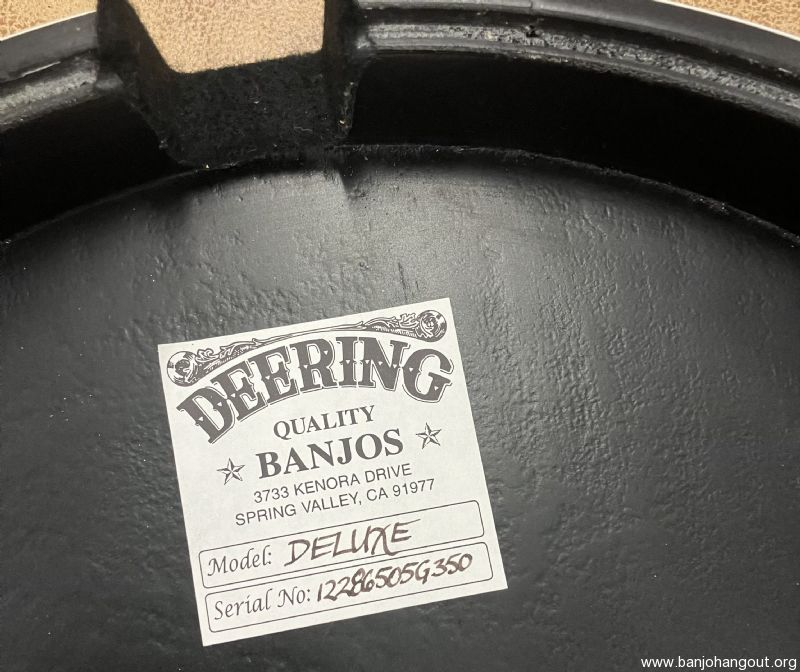 DEERING
QUALITY
BANJOS
3733 KENORA DRIVE
SPRING VALLEY, CA 91977
Model: DELUXE
Serial No: 12286505G350
www.banjohangout.org